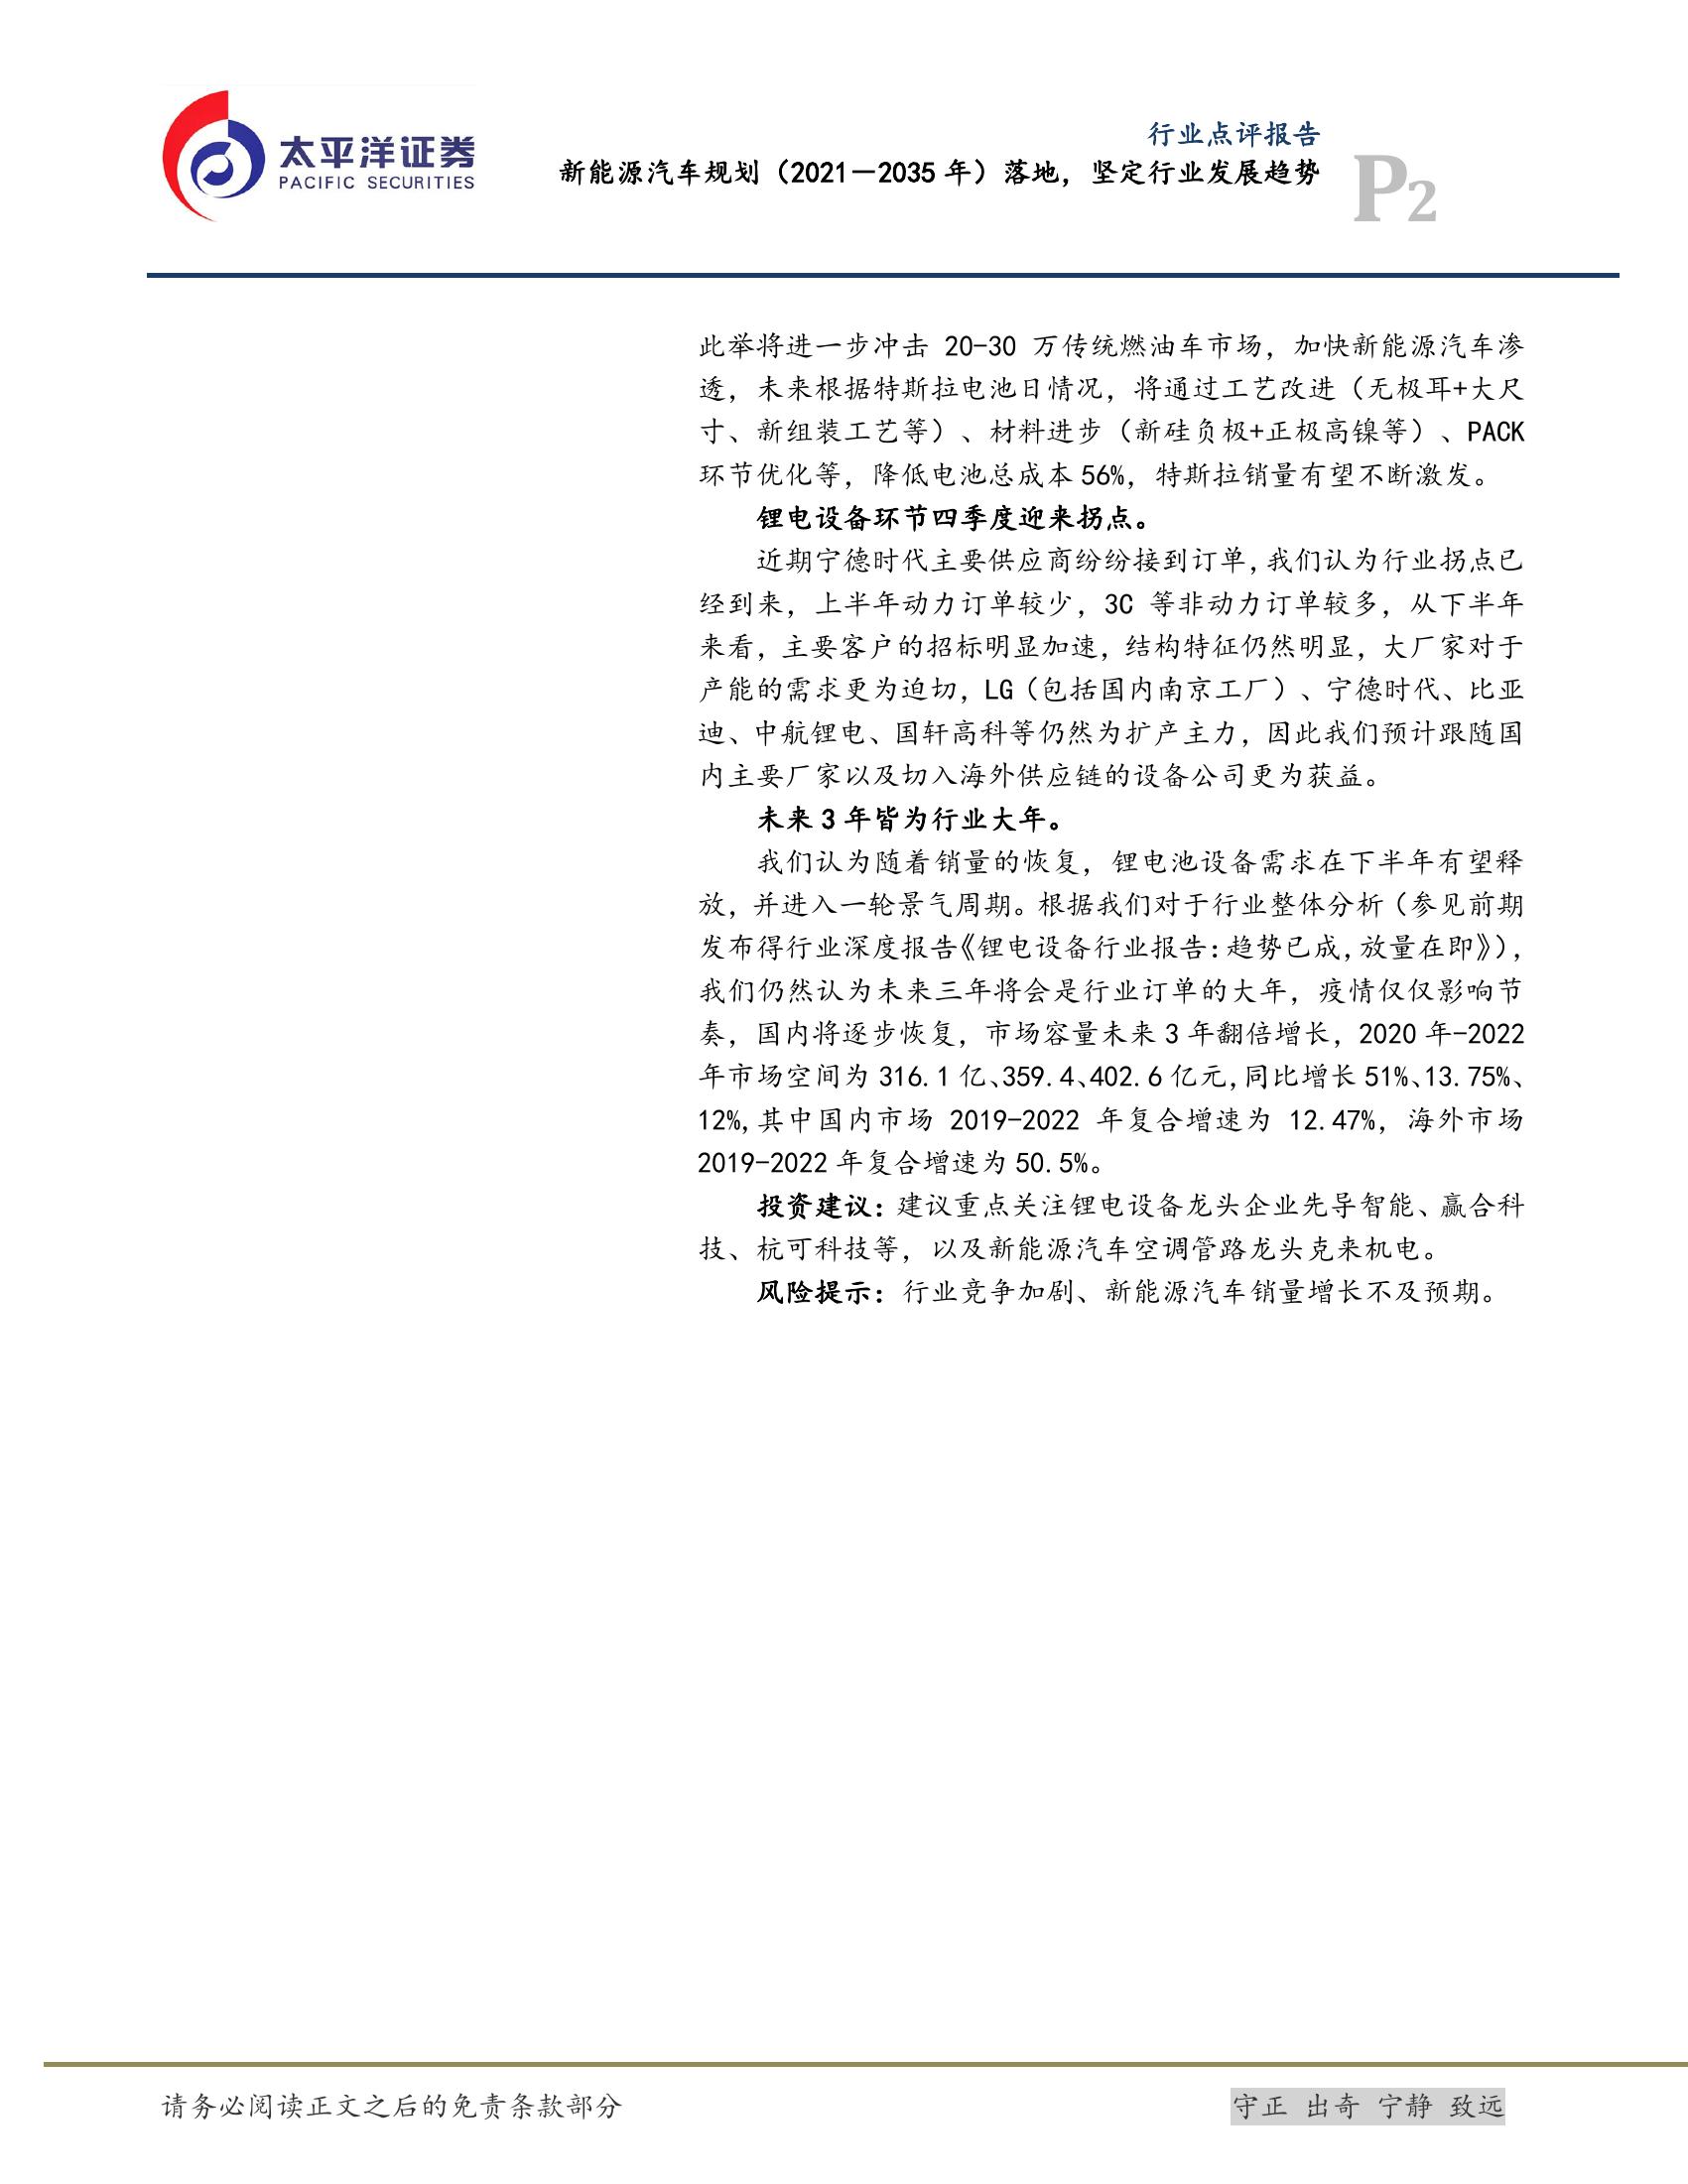 太平洋证券
PACIFIC SECURITIES
行业点评报告
新能源汽车规划（2021－2035 年）落地，坚定行业发展趋势
P2
此举将进一步冲击 20-30 万传统燃油车市场，加快新能源汽车渗
透，未来根据特斯拉电池日情况，将通过工艺改进（无极耳+大尺
寸、新组装工艺等）、材料进步（新硅负极+正极高镍等）、PACK
环节优化等，降低电池总成本 56%，特斯拉销量有望不断激发。
锂电设备环节四季度迎来拐点。
近期宁德时代主要供应商纷纷接到订单,我们认为行业拐点已
经到来，上半年动力订单较少，3C 等非动力订单较多，从下半年
来看，主要客户的招标明显加速，结构特征仍然明显，大厂家对于
产能的需求更为迫切，LG（包括国内南京工厂）、宁德时代、比亚
迪、中航锂电、国轩高科等仍然为扩产主力，因此我们预计跟随国
内主要厂家以及切入海外供应链的设备公司更为获益。
未来 3 年皆为行业大年。
我们认为随着销量的恢复，锂电池设备需求在下半年有望释
放，并进入一轮景气周期。根据我们对于行业整体分析（参见前期
发布得行业深度报告《锂电设备行业报告：趋势已成,放量在即》），
我们仍然认为未来三年将会是行业订单的大年，疫情仅仅影响节
奏，国内将逐步恢复，市场容量未来 3 年翻倍增长，2020 年-2022
年市场空间为 316.1 亿、359.4、402.6 亿元,同比增长 51%、13.75%、
12%,其中国内市场 2019-2022 年复合增速为 12.47%，海外市场
2019-2022 年复合增速为 50.5%。
投资建议：建议重点关注锂电设备龙头企业先导智能、赢合科
技、杭可科技等，以及新能源汽车空调管路龙头克来机电。
风险提示：行业竞争加剧、新能源汽车销量增长不及预期。
请务必阅读正文之后的免责条款部分
守正 出奇 宁静 致远